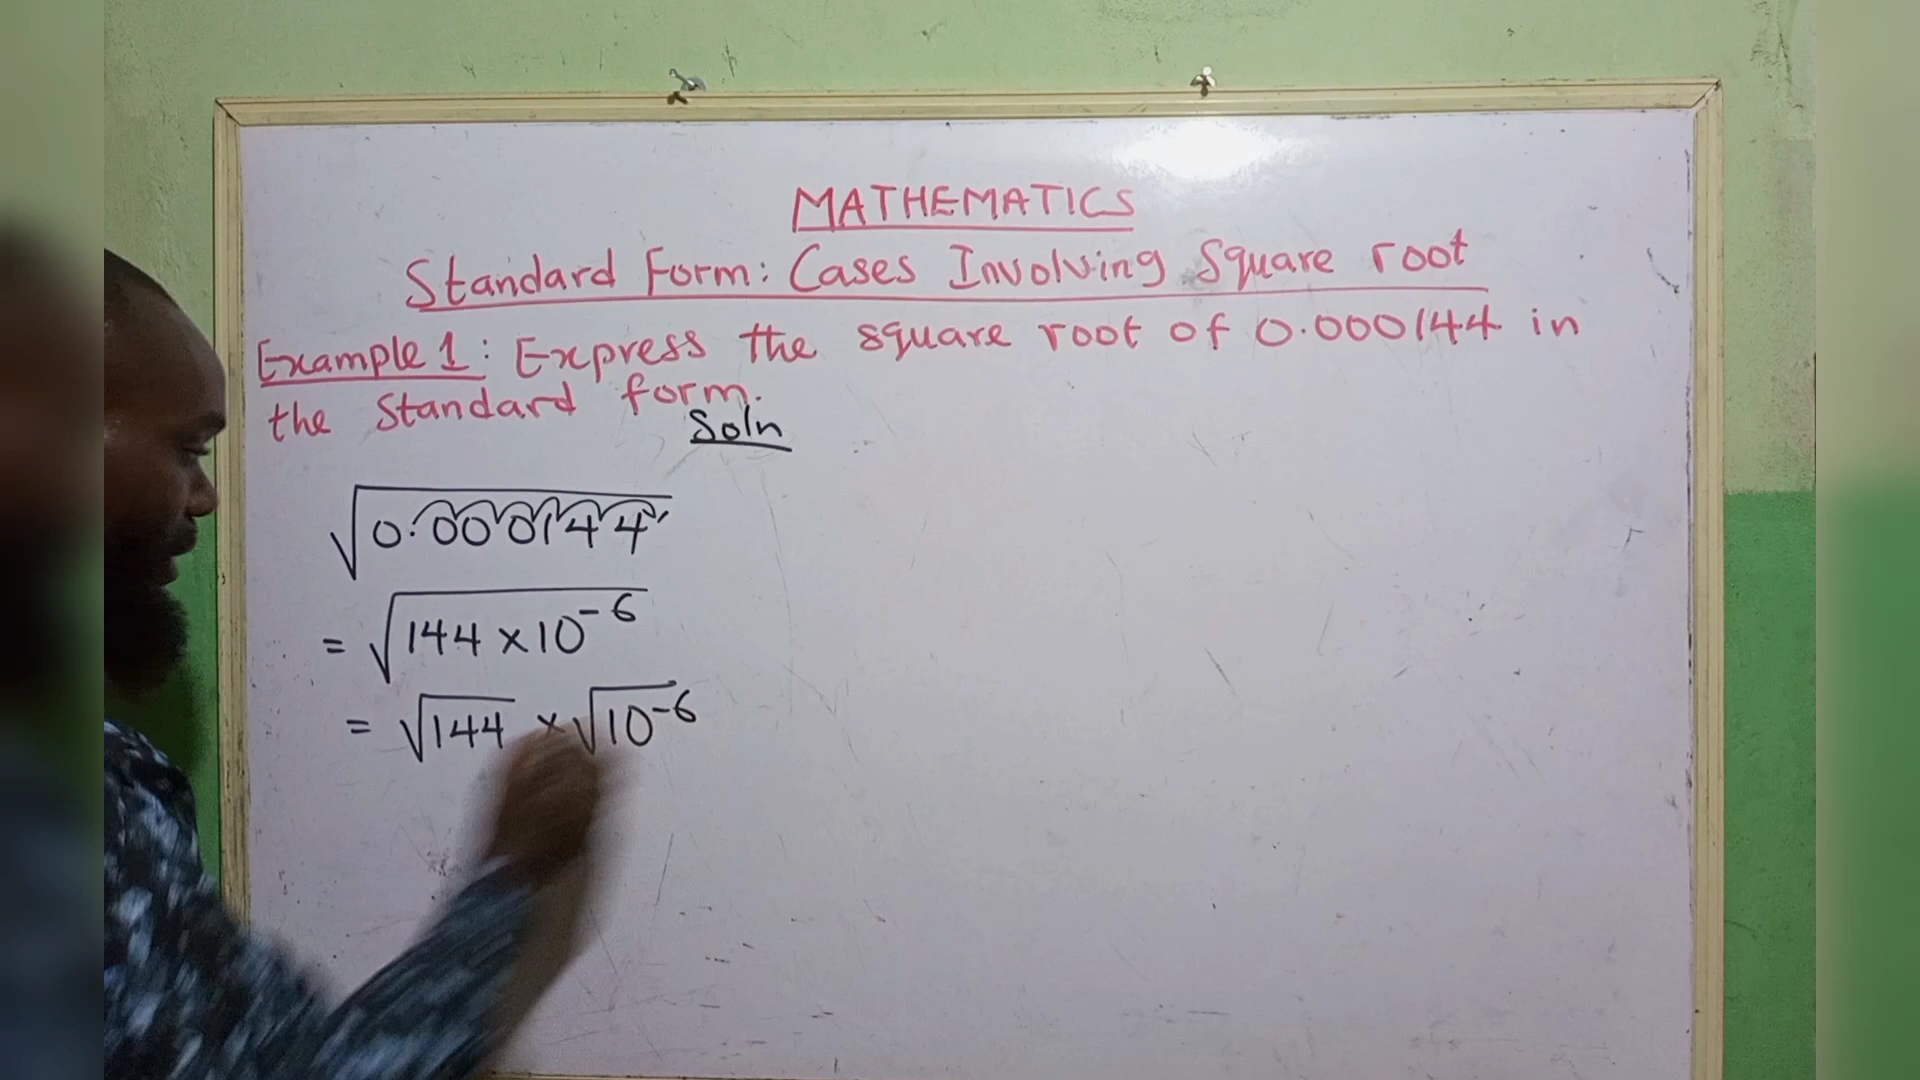 MATHEMATICS
Standard Form: Cases Involving Square root
Example 1: Express the square root of 0.000144 in
the Standard form.
Soln
√0.000144
= √144 × 10⁻⁶
= √144 × √10⁻⁶